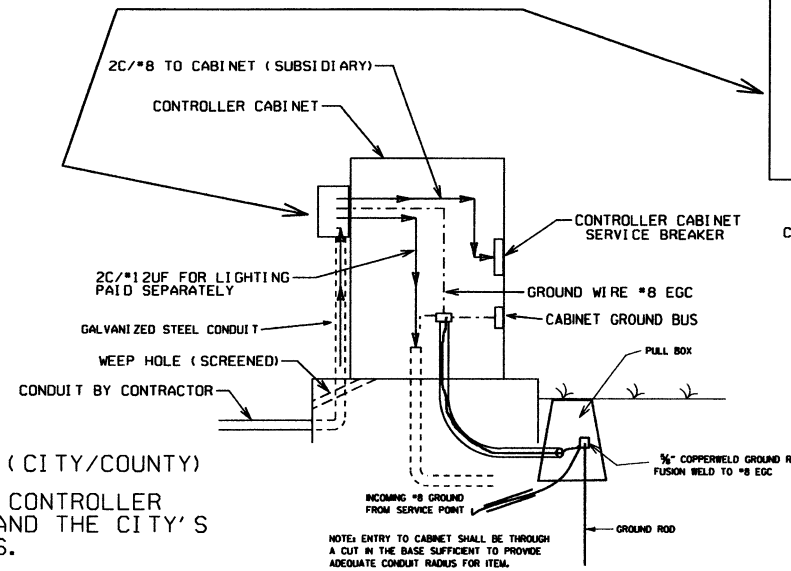 2C/#8 TO CABINET (SUBSIDIARY)
CONTROLLER CABINET
CONTROLLER CABINET
SERVICE BREAKER
C
2C/#12UF FOR LIGHTING
PAID SEPARATELY
GROUND WIRE #8 EGC
CABINET GROUND BUS
GALVANIZED STEEL CONDUIT
PULL BOX
WEEP HOLE (SCREENED)
CONDUIT BY CONTRACTOR
(CITY/COUNTY)
CONTROLLER
AND THE CITY'S
S.
⅝" COPPERWELD GROUND R
FUSION WELD TO #8 EGC
INCOMING #8 GROUND
FROM SERVICE POINT
GROUND ROD
NOTE: ENTRY TO CABINET SHALL BE THROUGH
A CUT IN THE BASE SUFFICIENT TO PROVIDE
ADEQUATE CONDUIT RADIUS FOR ITEM.